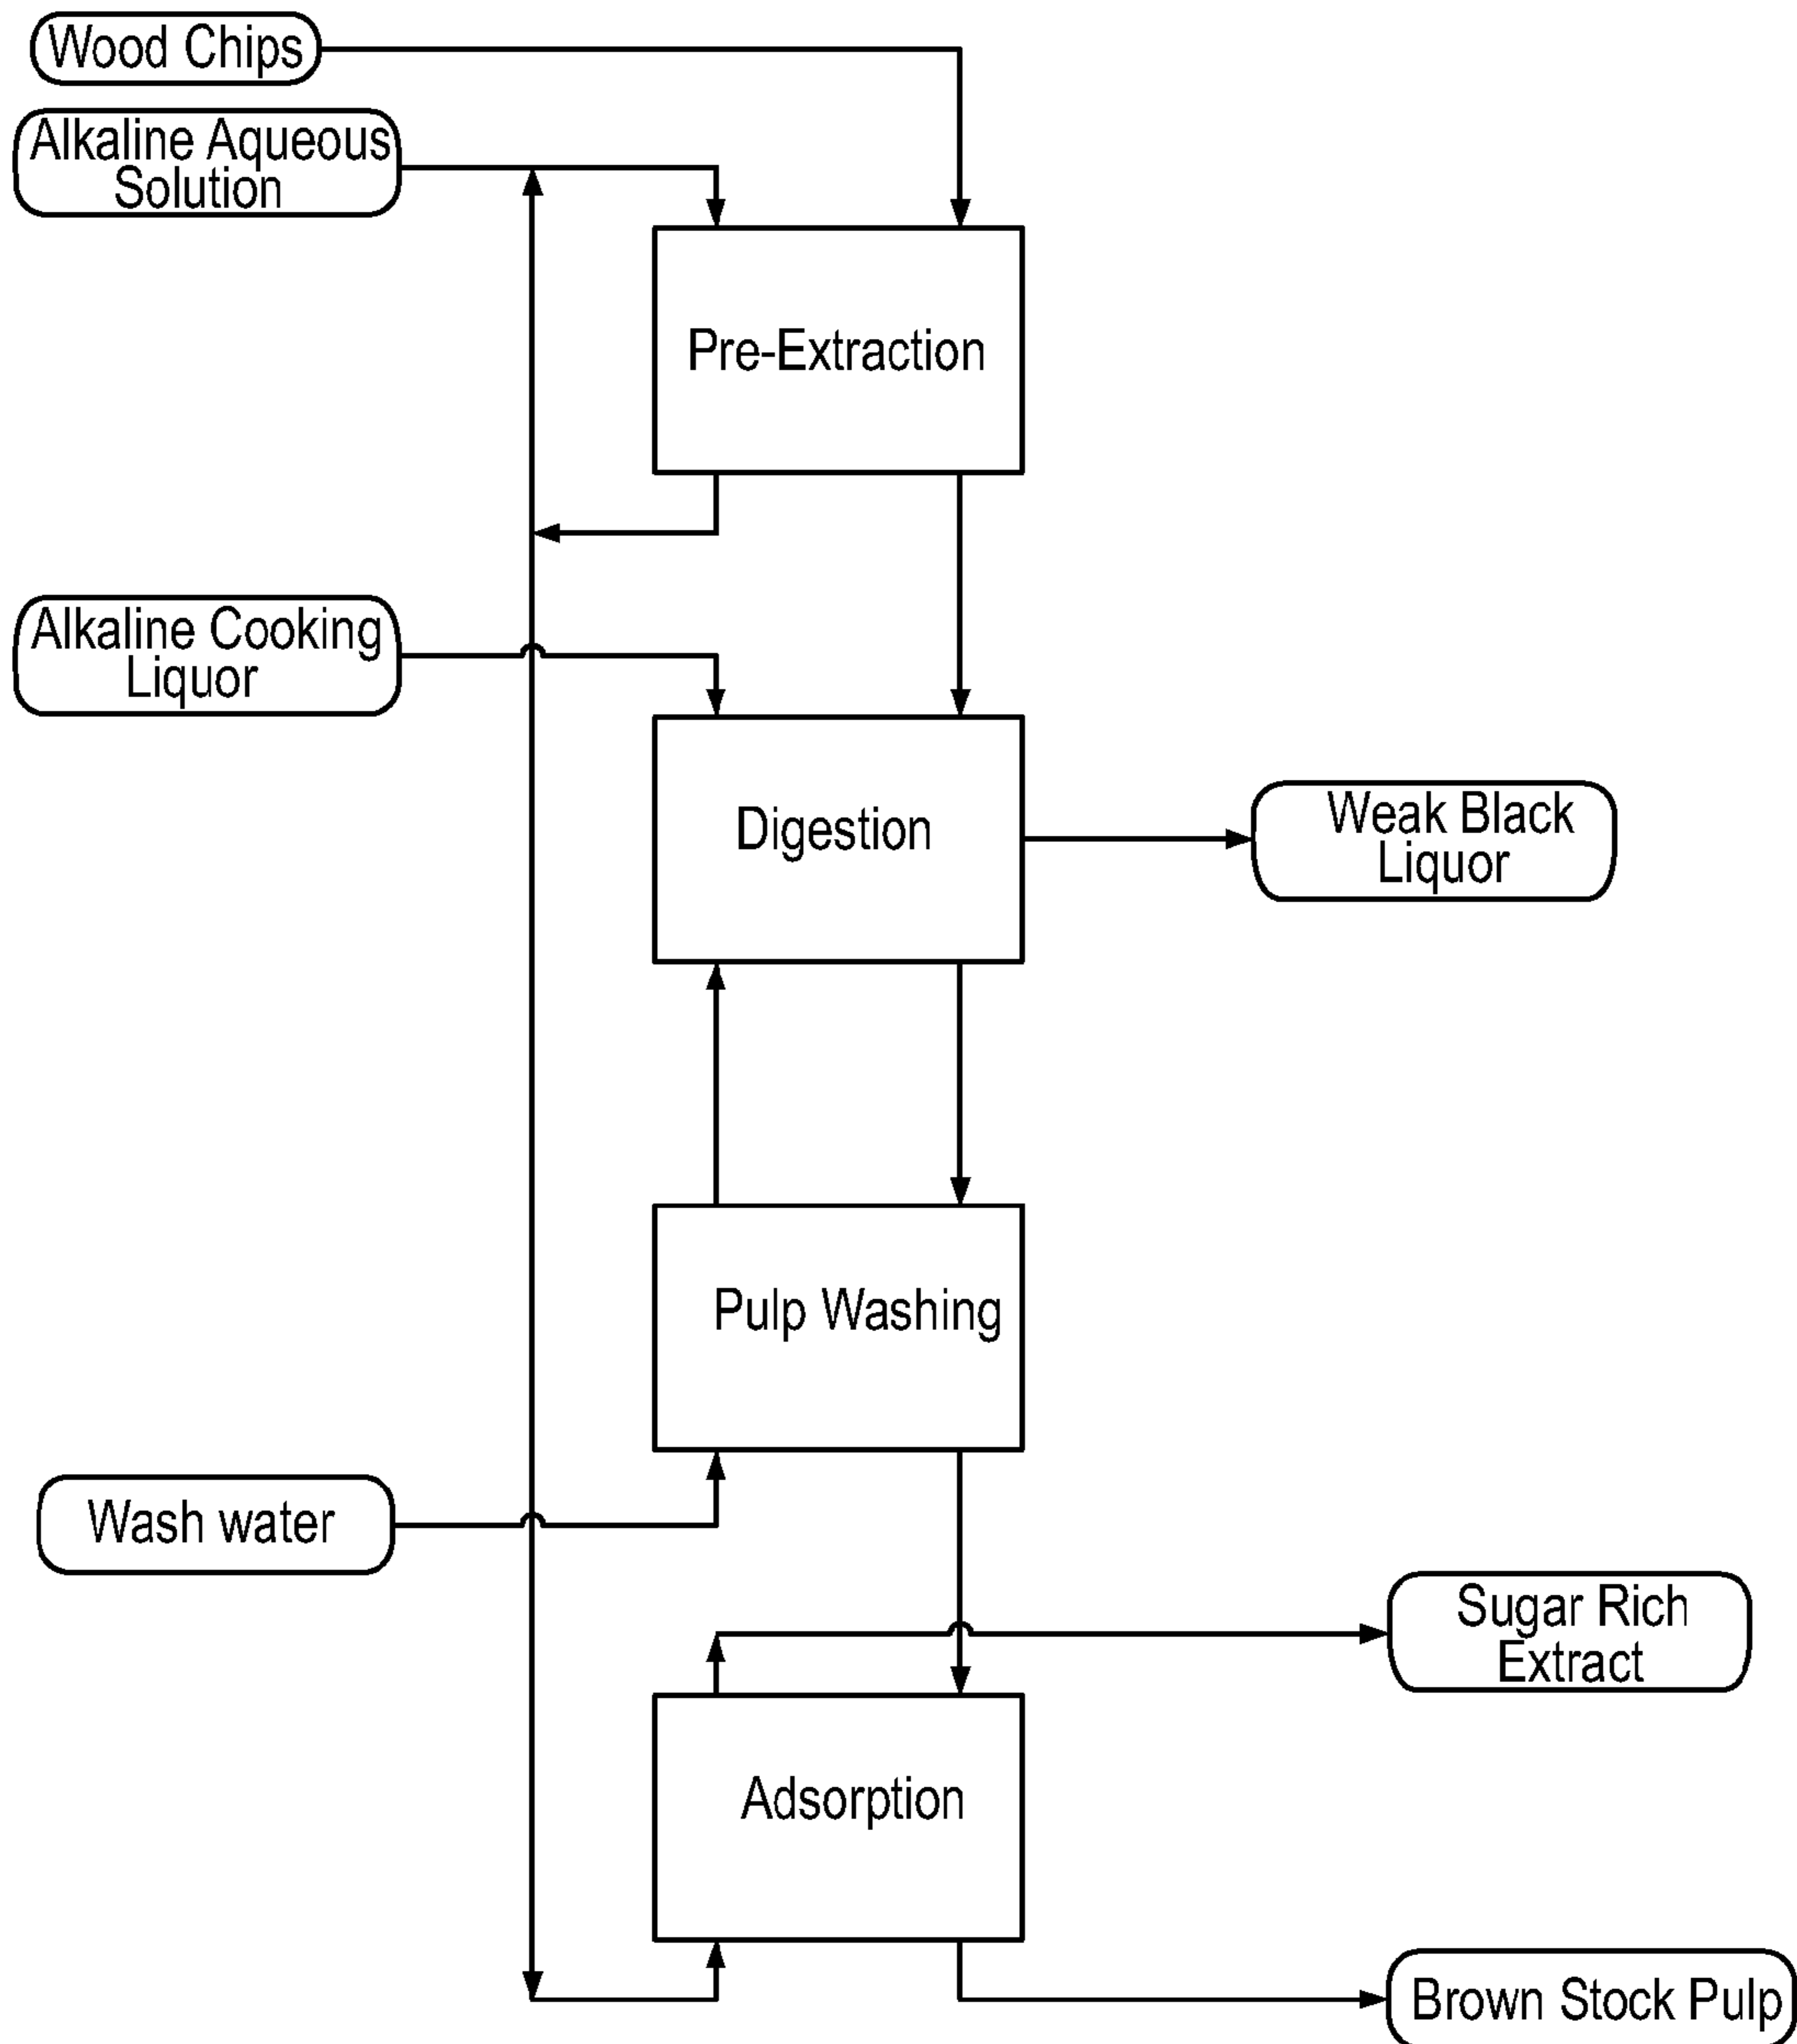 Wood Chips
Alkaline Aqueous
Solution
Pre-Extraction
Alkaline Cooking
Liquor
Digestion
Weak Black
Liquor
Pulp Washing
Wash water
Sugar Rich
Extract
Adsorption
Brown Stock Pulp